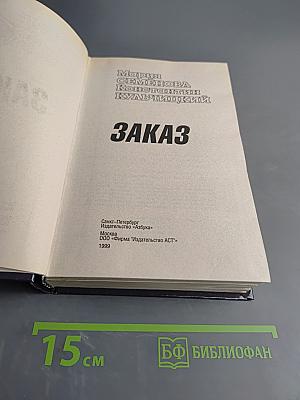 Мария
СЕМЕНОВА
Константин
КУЛЬЧИЦКИЙ
ЗАКАЗ
Санкт-Петербург
Издательство «Азбука»
Москва
ООО «Фирма "Издательство АСТ"»
1999
15 см
БФ БИБЛИОФАН